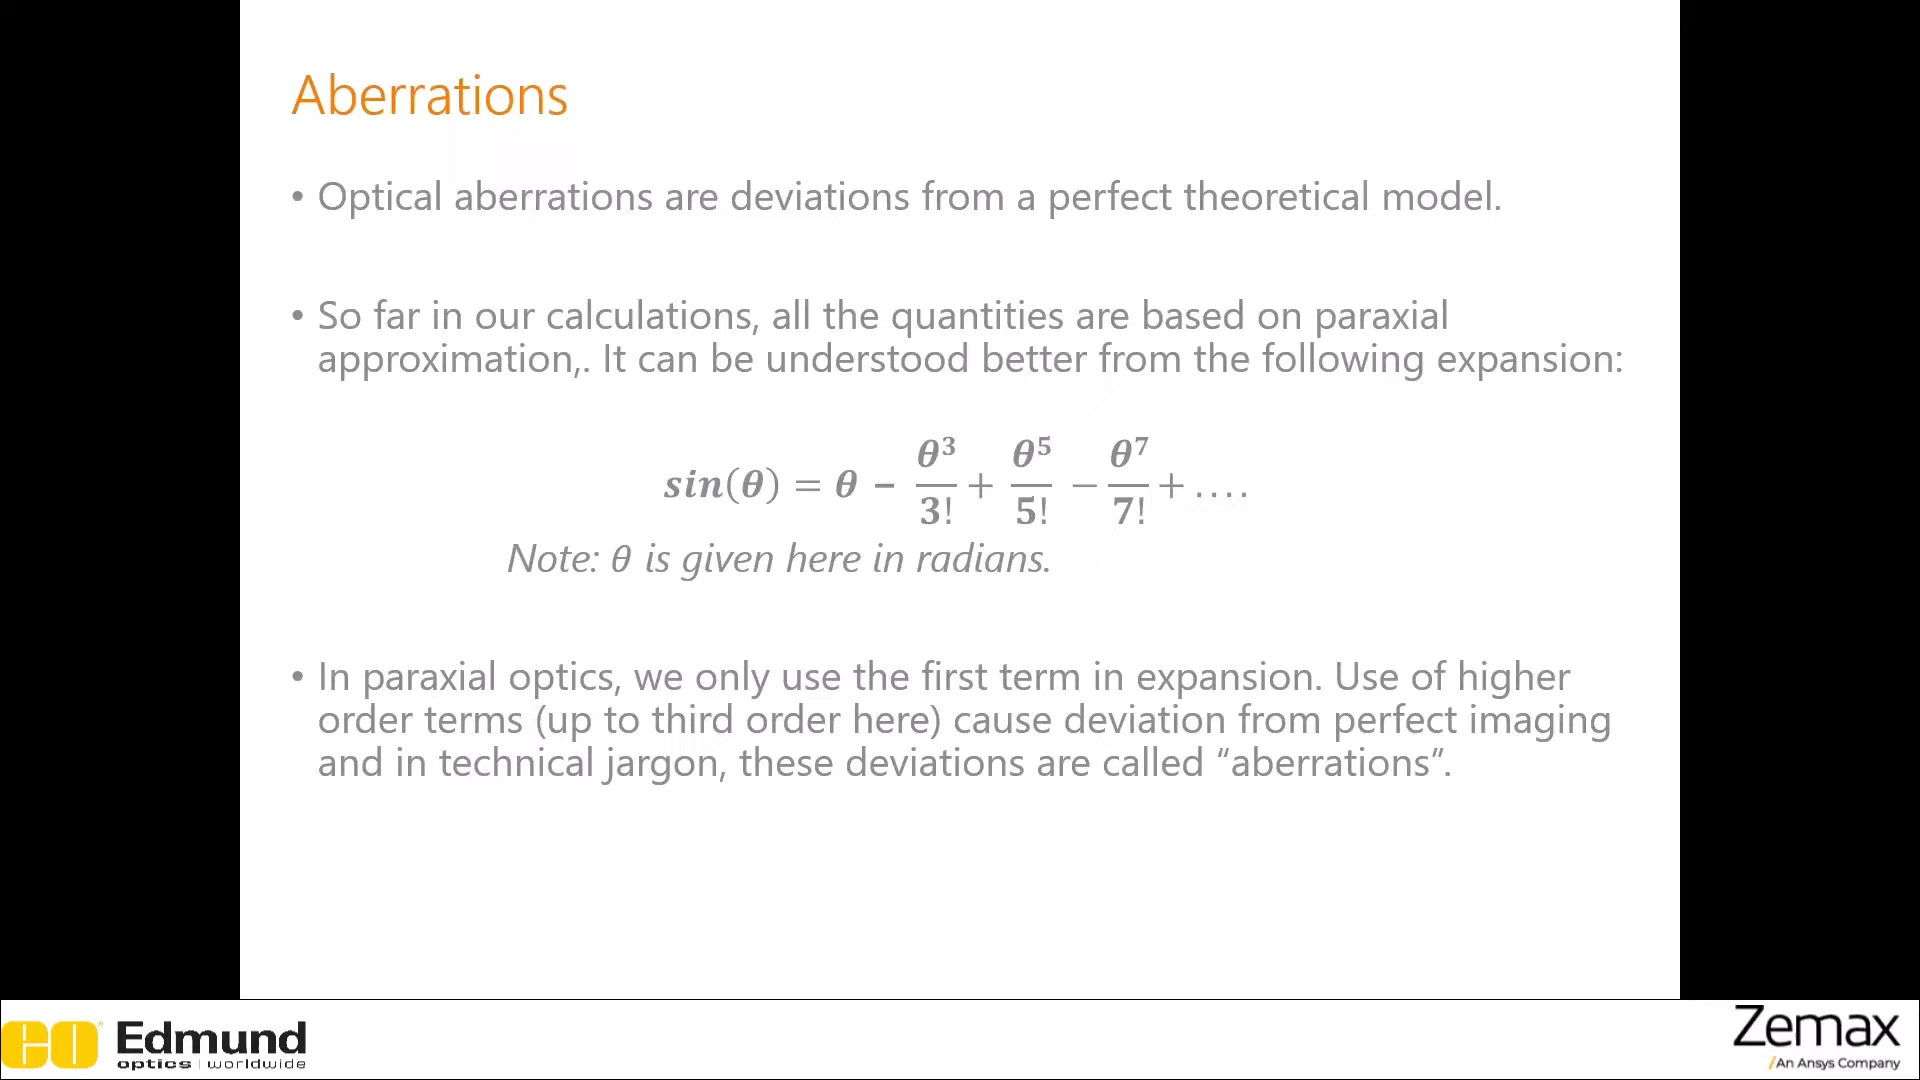 Aberrations
• Optical aberrations are deviations from a perfect theoretical model.
• So far in our calculations, all the quantities are based on paraxial
approximation,. It can be understood better from the following expansion:
sin(θ) = θ − θ³/3! + θ⁵/5! − θ⁷/7! + ....
Note: θ is given here in radians.
• In paraxial optics, we only use the first term in expansion. Use of higher
order terms (up to third order here) cause deviation from perfect imaging
and in technical jargon, these deviations are called “aberrations”.
EO Edmund
optics | worldwide
Zemax
/An Ansys Company